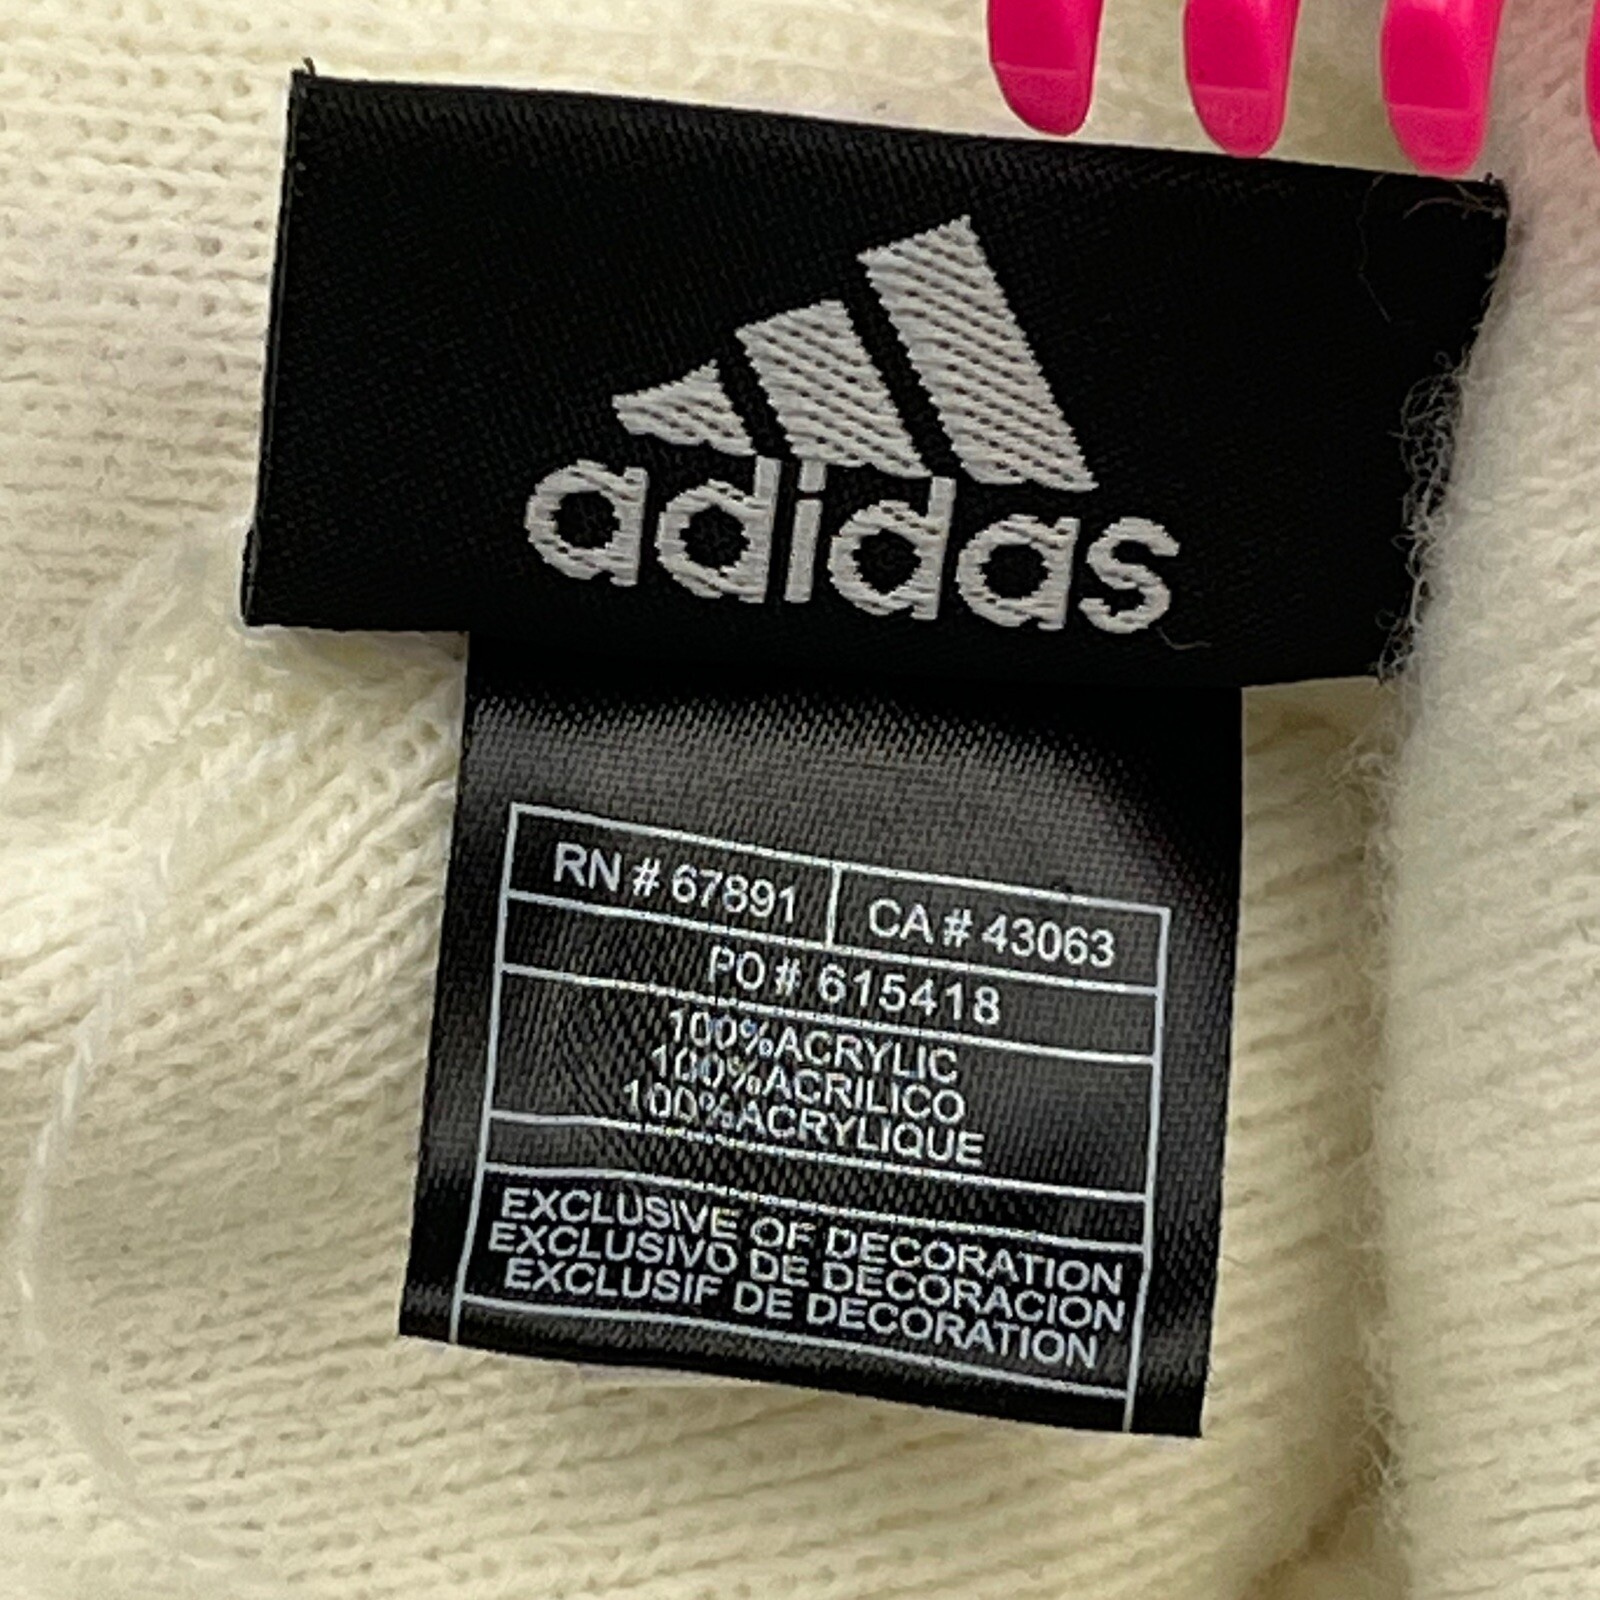 adidas
RN # 67891 CA # 43063
PO # 615418
100%ACRYLIC
100%ACRILICO
100%ACRYLIQUE
EXCLUSIVE OF DECORATION
EXCLUSIVO DE DECORACION
EXCLUSIF DE DECORATION